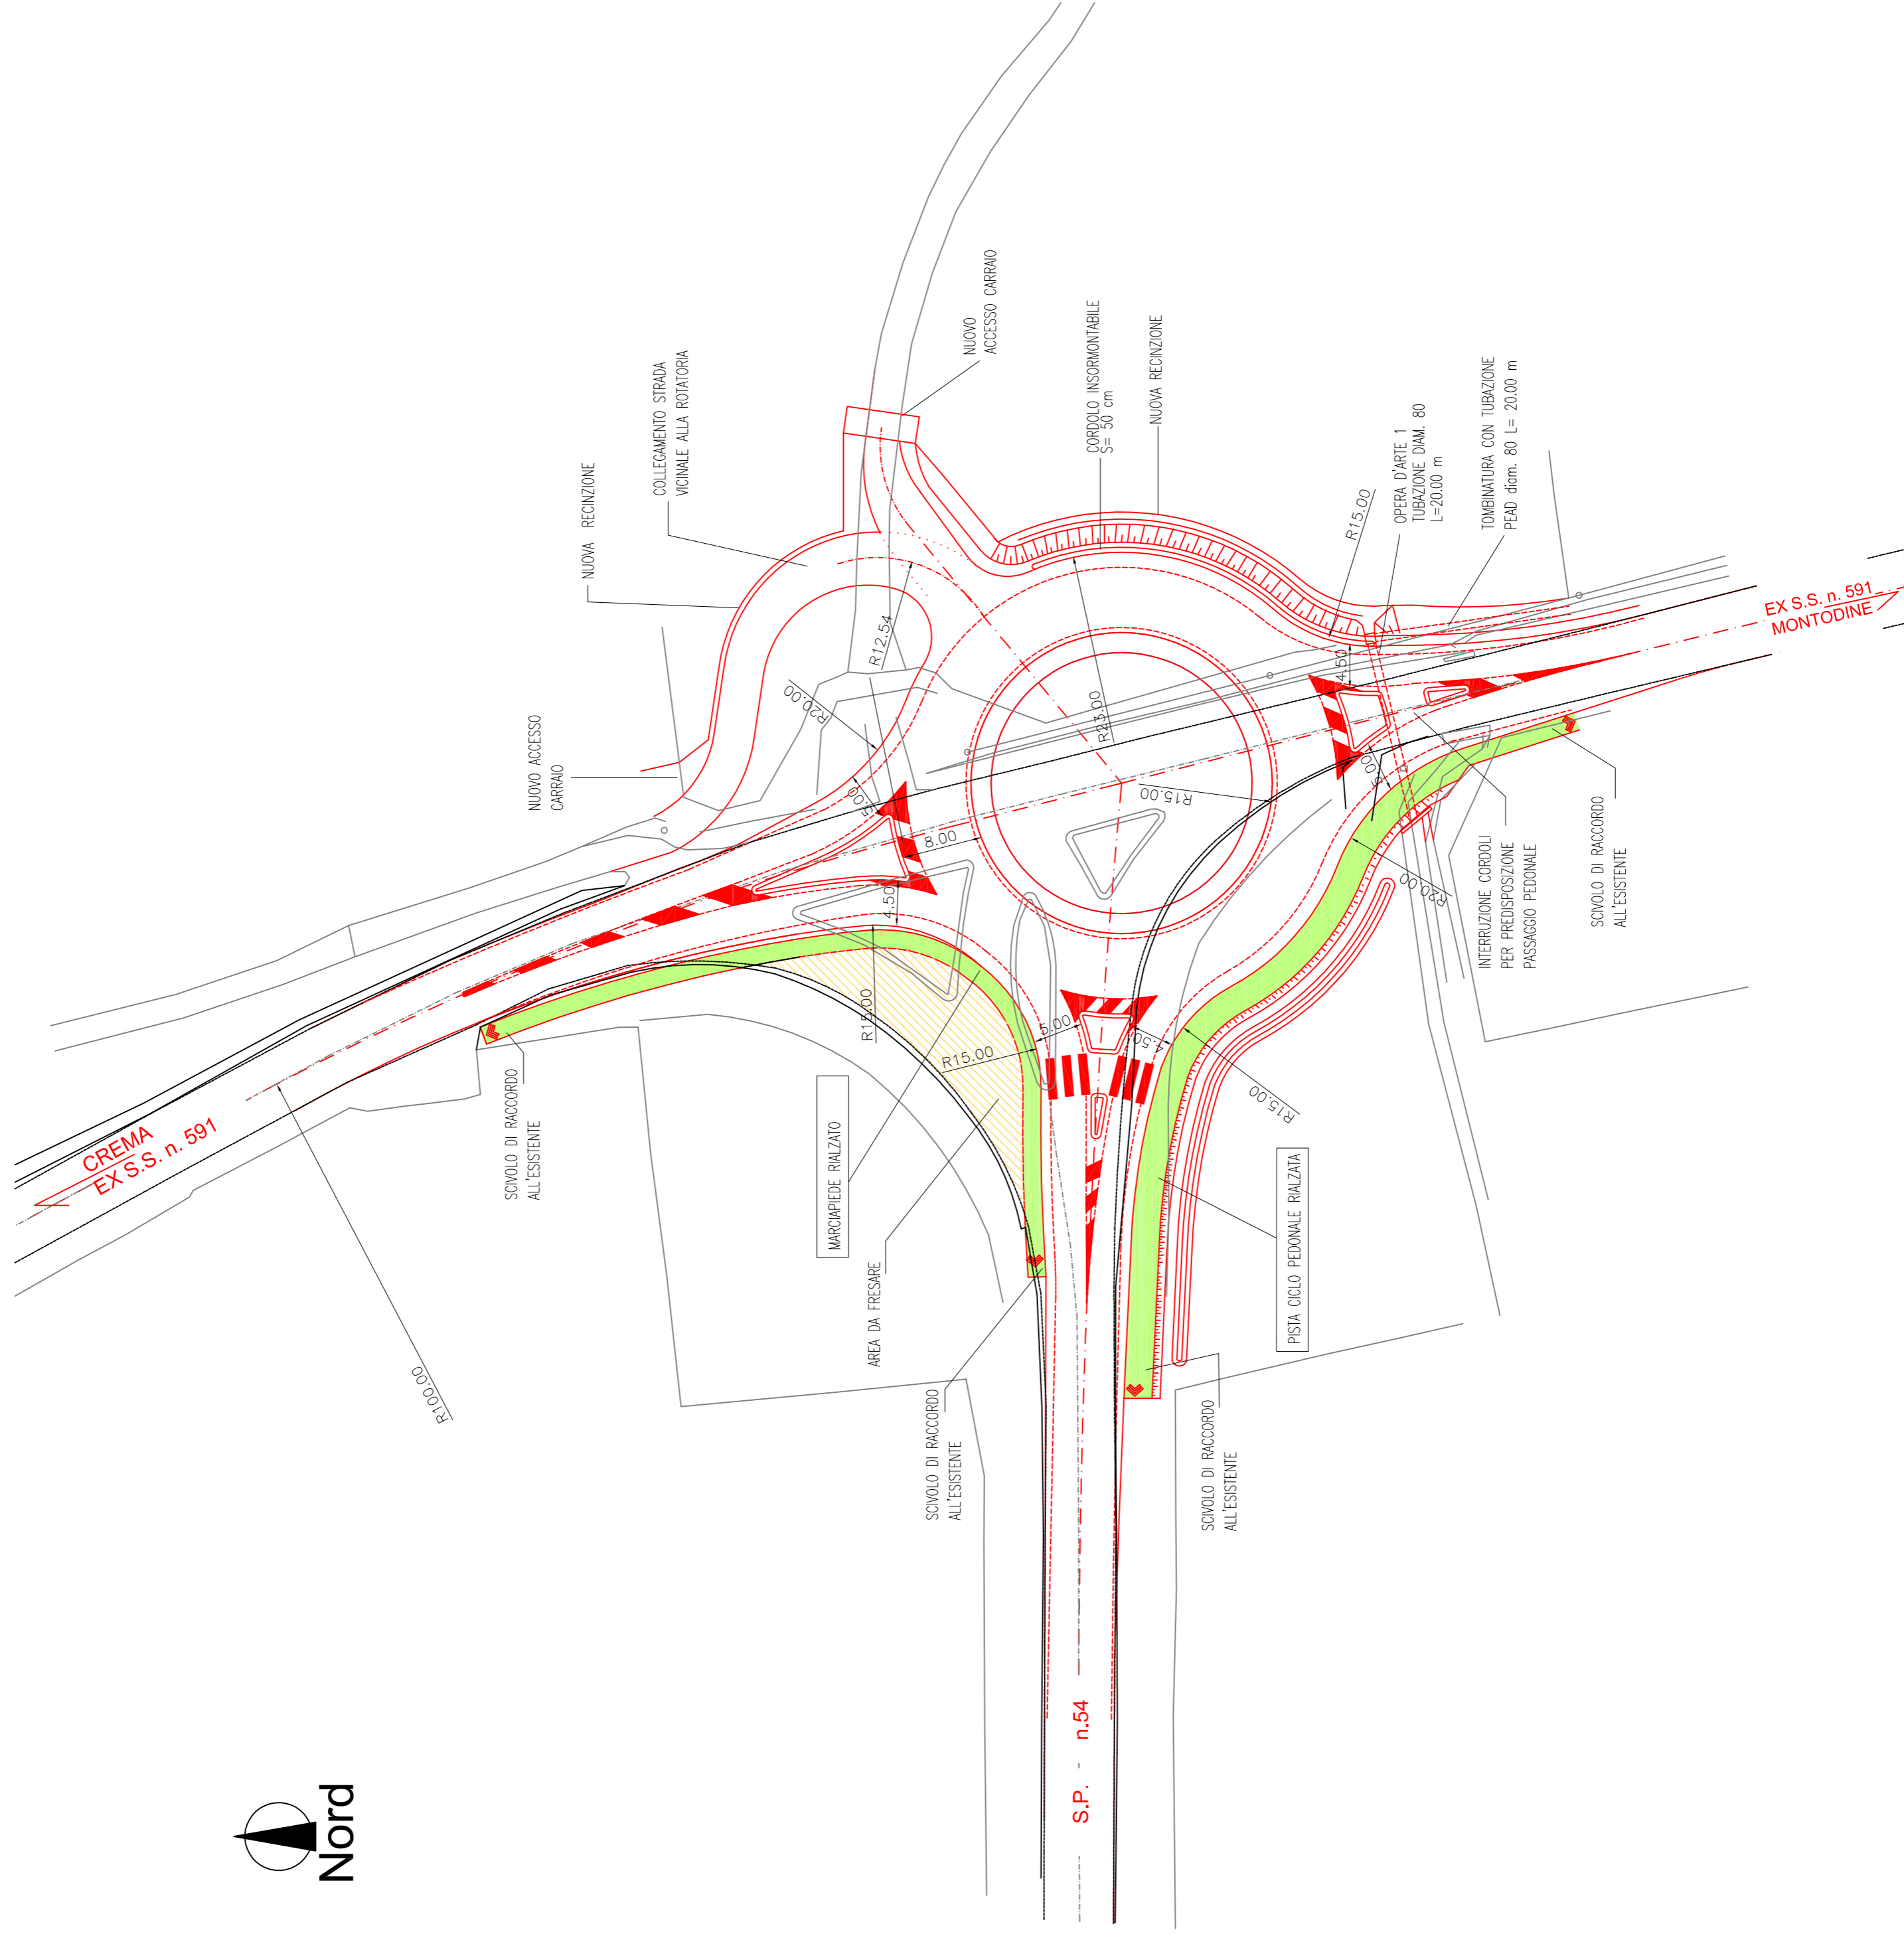 CREMA
EX S.S. n. 591
NUOVA RECINZIONE
COLLEGAMENTO STRADA
VICINALE ALLA ROTATORIA
NUOVO ACCESSO
CARRAIO
NUOVO
ACCESSO CARRAIO
CORDOLO INSORMONTABILE
S= 50 cm
NUOVA RECINZIONE
OPERA D'ARTE 1
TUBAZIONE DIAM. 80
L=20.00 m
TOMBINATURA CON TUBAZIONE
PEAD diam. 80 L= 20.00 m
EX S.S. n. 591
MONTODINE
R12.54
R20.00
5.00
8.00
4.50
R23.00
R15.00
R15.00
4.50
5.00
R20.00
R15.00
R15.00
5.00
4.50
R15.00
R100.00
INTERRUZIONE CORDOLI
PER PREDISPOSIZIONE
PASSAGGIO PEDONALE
SCIVOLO DI RACCORDO
ALL'ESISTENTE
SCIVOLO DI RACCORDO
ALL'ESISTENTE
MARCIAPIEDE RIALZATO
AREA DA FRESARE
PISTA CICLO PEDONALE RIALZATA
SCIVOLO DI RACCORDO
ALL'ESISTENTE
SCIVOLO DI RACCORDO
ALL'ESISTENTE
S.P. - n.54
Nord